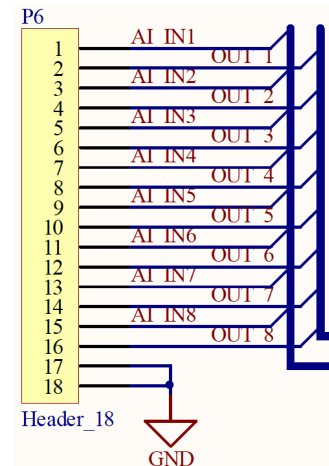 P6
AI_IN1
1
OUT_1
2
AI_IN2
3
OUT_2
4
AI_IN3
5
OUT_3
6
AI_IN4
7
OUT_4
8
AI_IN5
9
OUT_5
10
AI_IN6
11
OUT_6
12
AI_IN7
13
OUT_7
14
AI_IN8
15
OUT_8
16
17
18
Header_18
GND